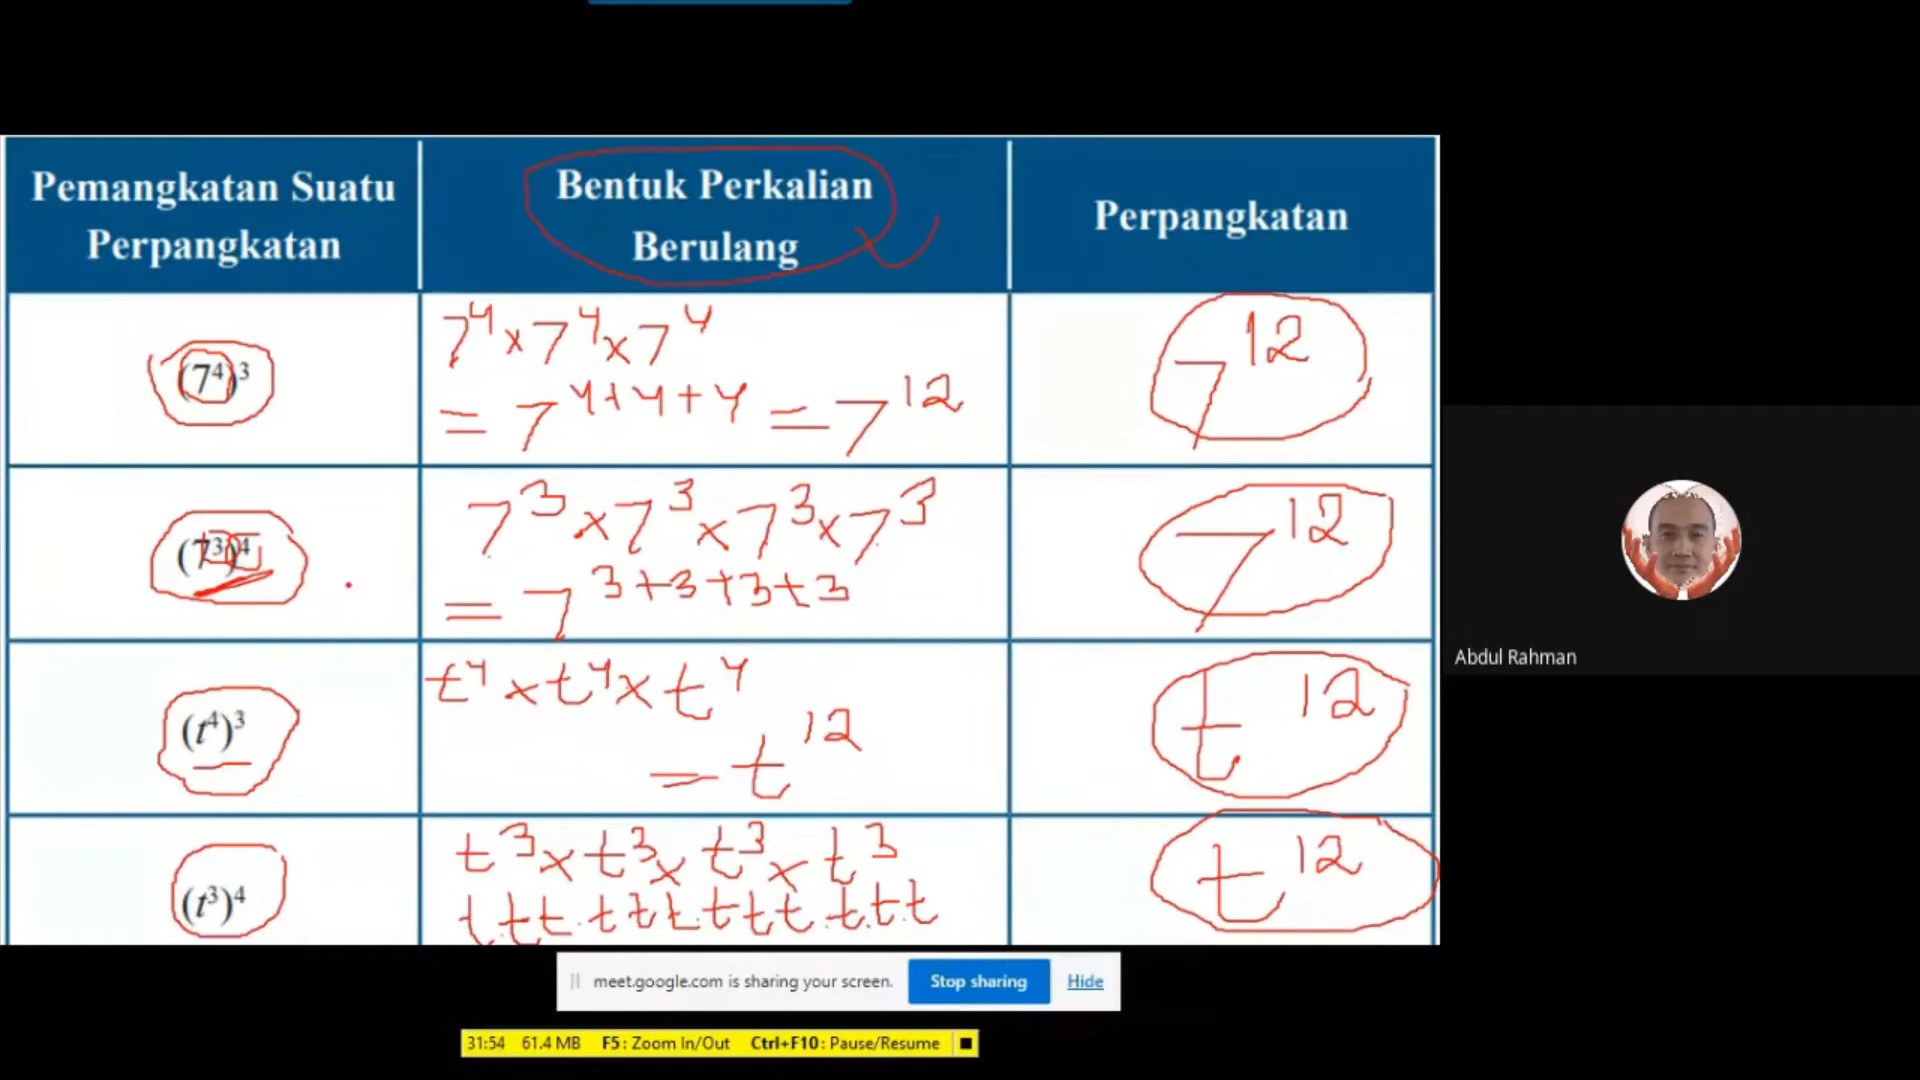 Pemangkatan Suatu
Perpangkatan
Bentuk Perkalian
Berulang
Perpangkatan
(7⁴)³
7⁴ × 7⁴ × 7⁴
= 7⁴⁺⁴⁺⁴ = 7¹²
7¹²
(7³)⁴
7³ × 7³ × 7³ × 7³
= 7³⁺³⁺³⁺³
7¹²
(t⁴)³
t⁴ × t⁴ × t⁴
= t¹²
t¹²
(t³)⁴
t³ × t³ × t³ × t³
t t t . t t t . t t t . t t t
t¹²
Abdul Rahman
meet.google.com is sharing your screen.
Stop sharing
Hide
31:54 61.4 MB F5: Zoom In/Out Ctrl+F10: Pause/Resume